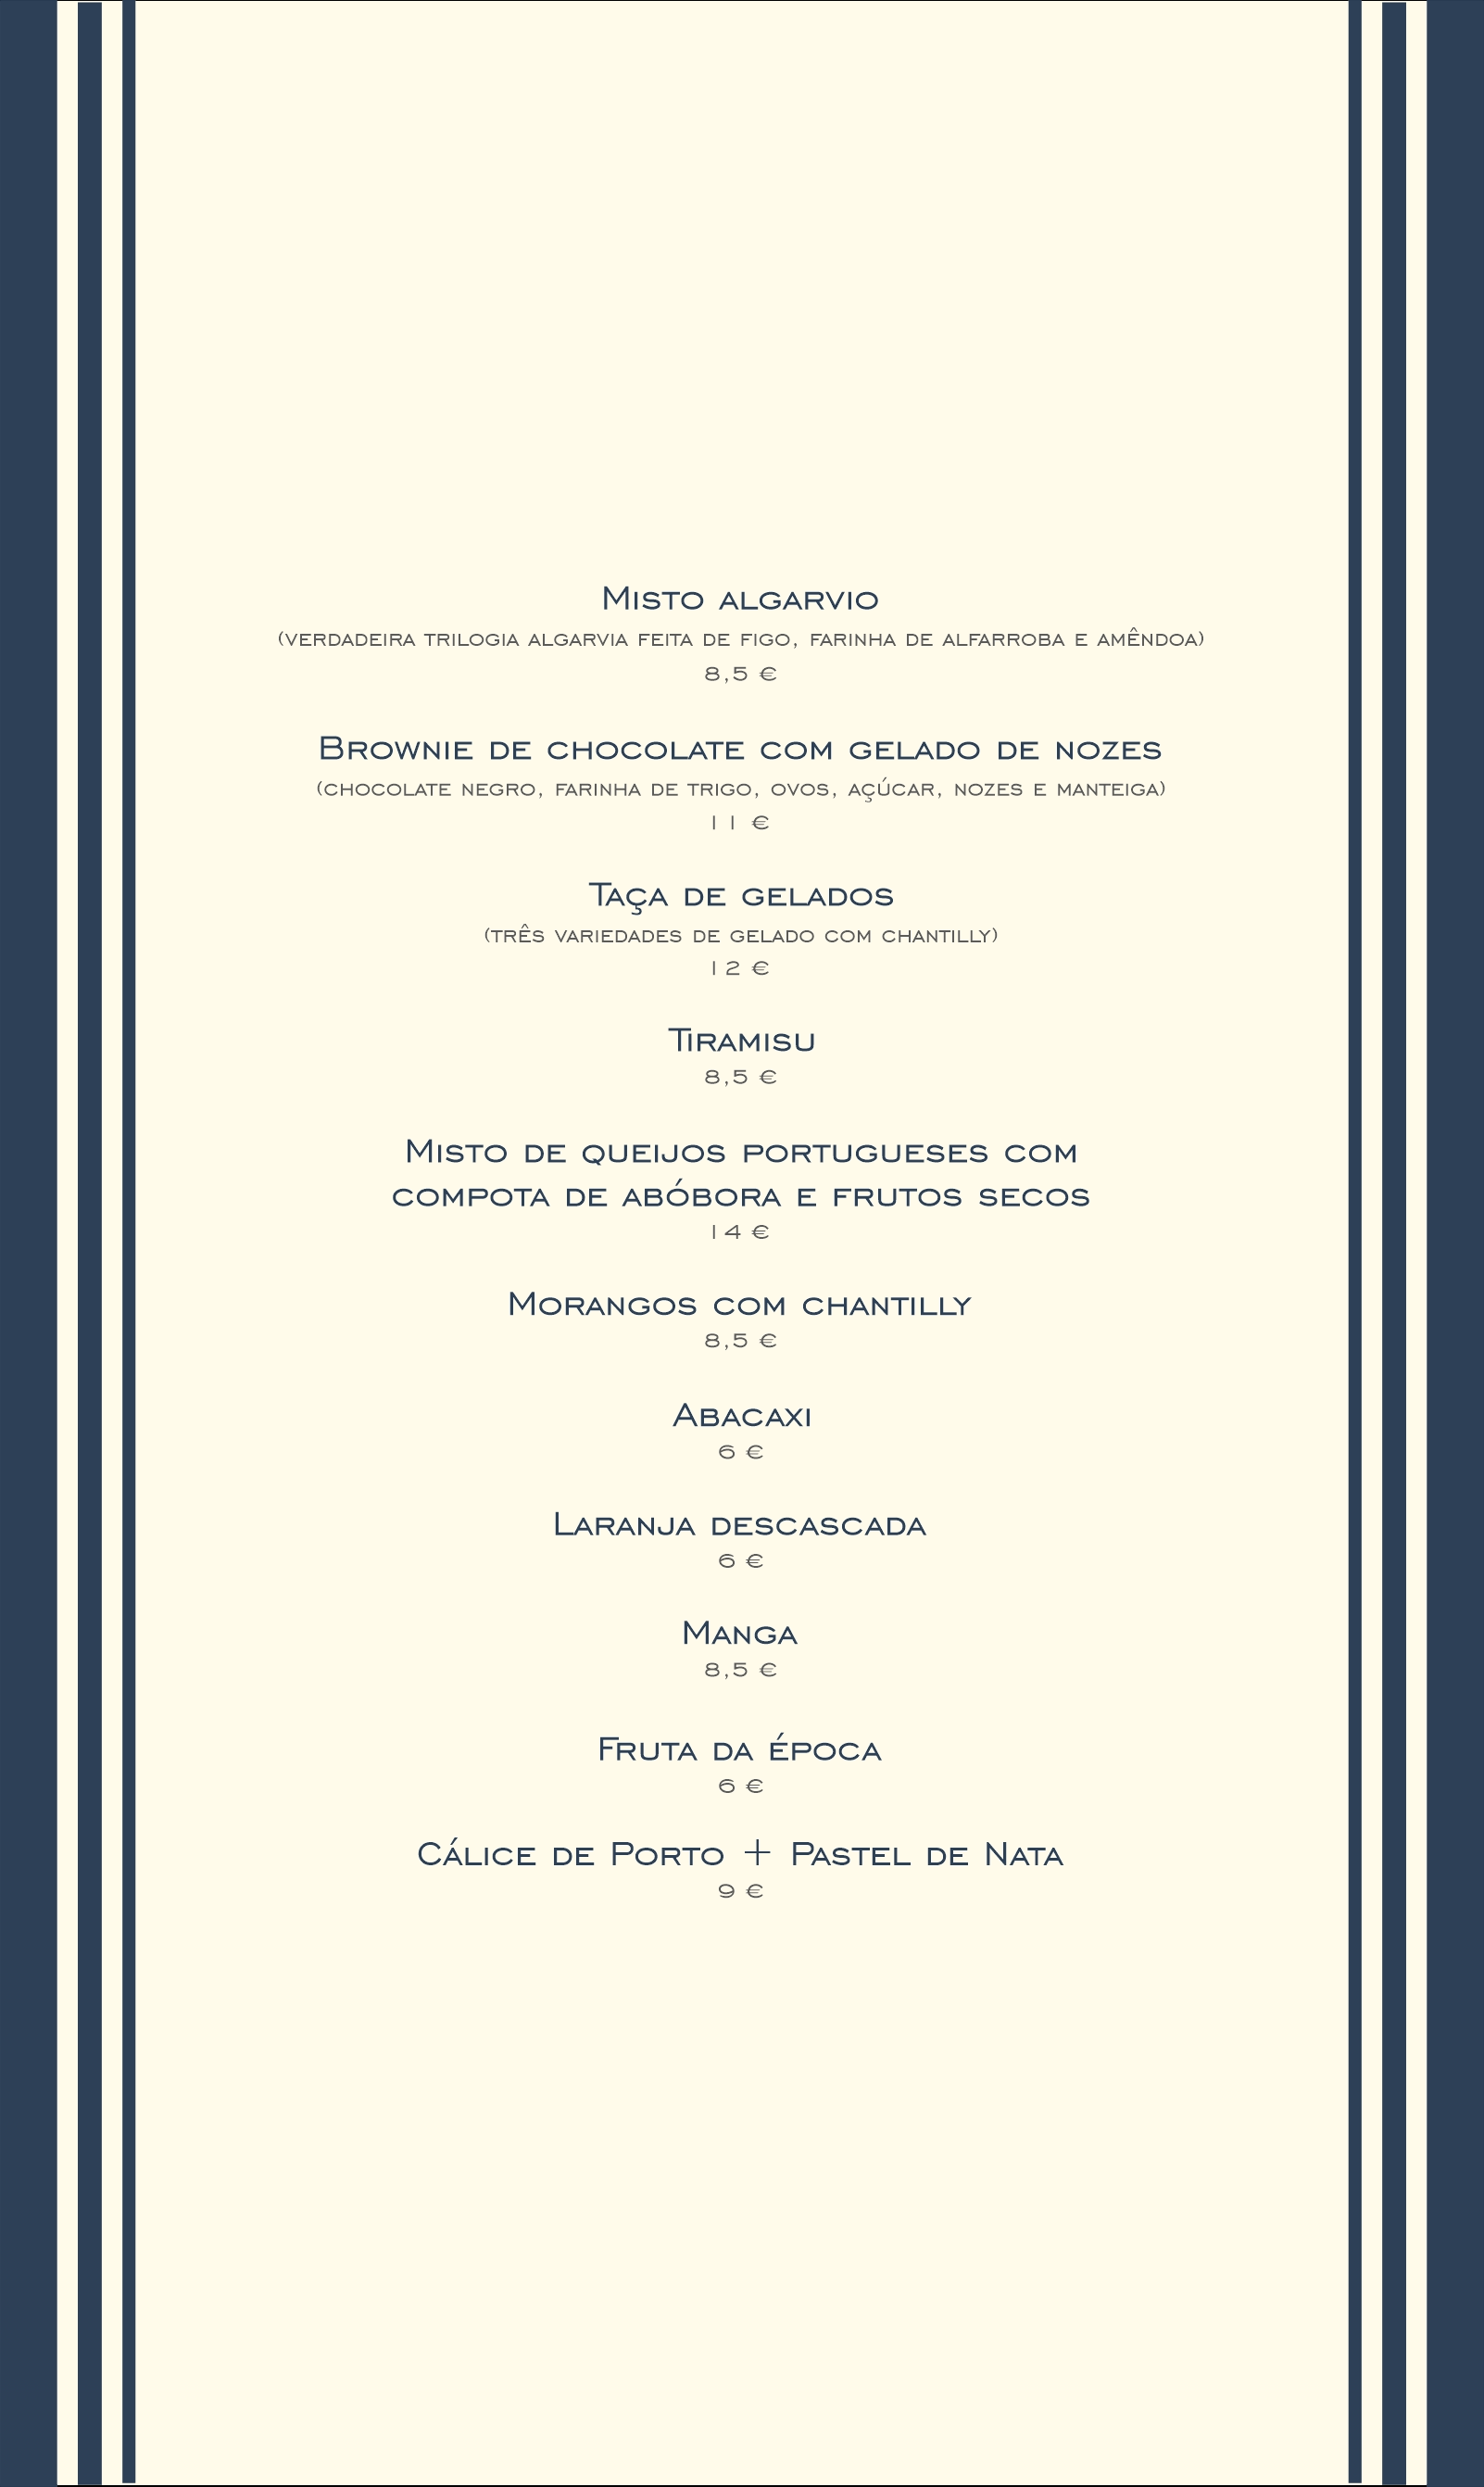 Misto algarvio
(verdadeira trilogia algarvia feita de figo, farinha de alfarroba e amêndoa)
8,5 €
Brownie de chocolate com gelado de nozes
(chocolate negro, farinha de trigo, ovos, açúcar, nozes e manteiga)
11 €
Taça de gelados
(três variedades de gelado com chantilly)
12 €
Tiramisu
8,5 €
Misto de queijos portugueses com
compota de abóbora e frutos secos
14 €
Morangos com chantilly
8,5 €
Abacaxi
6 €
Laranja descascada
6 €
Manga
8,5 €
Fruta da época
6 €
Cálice de Porto + Pastel de Nata
9 €